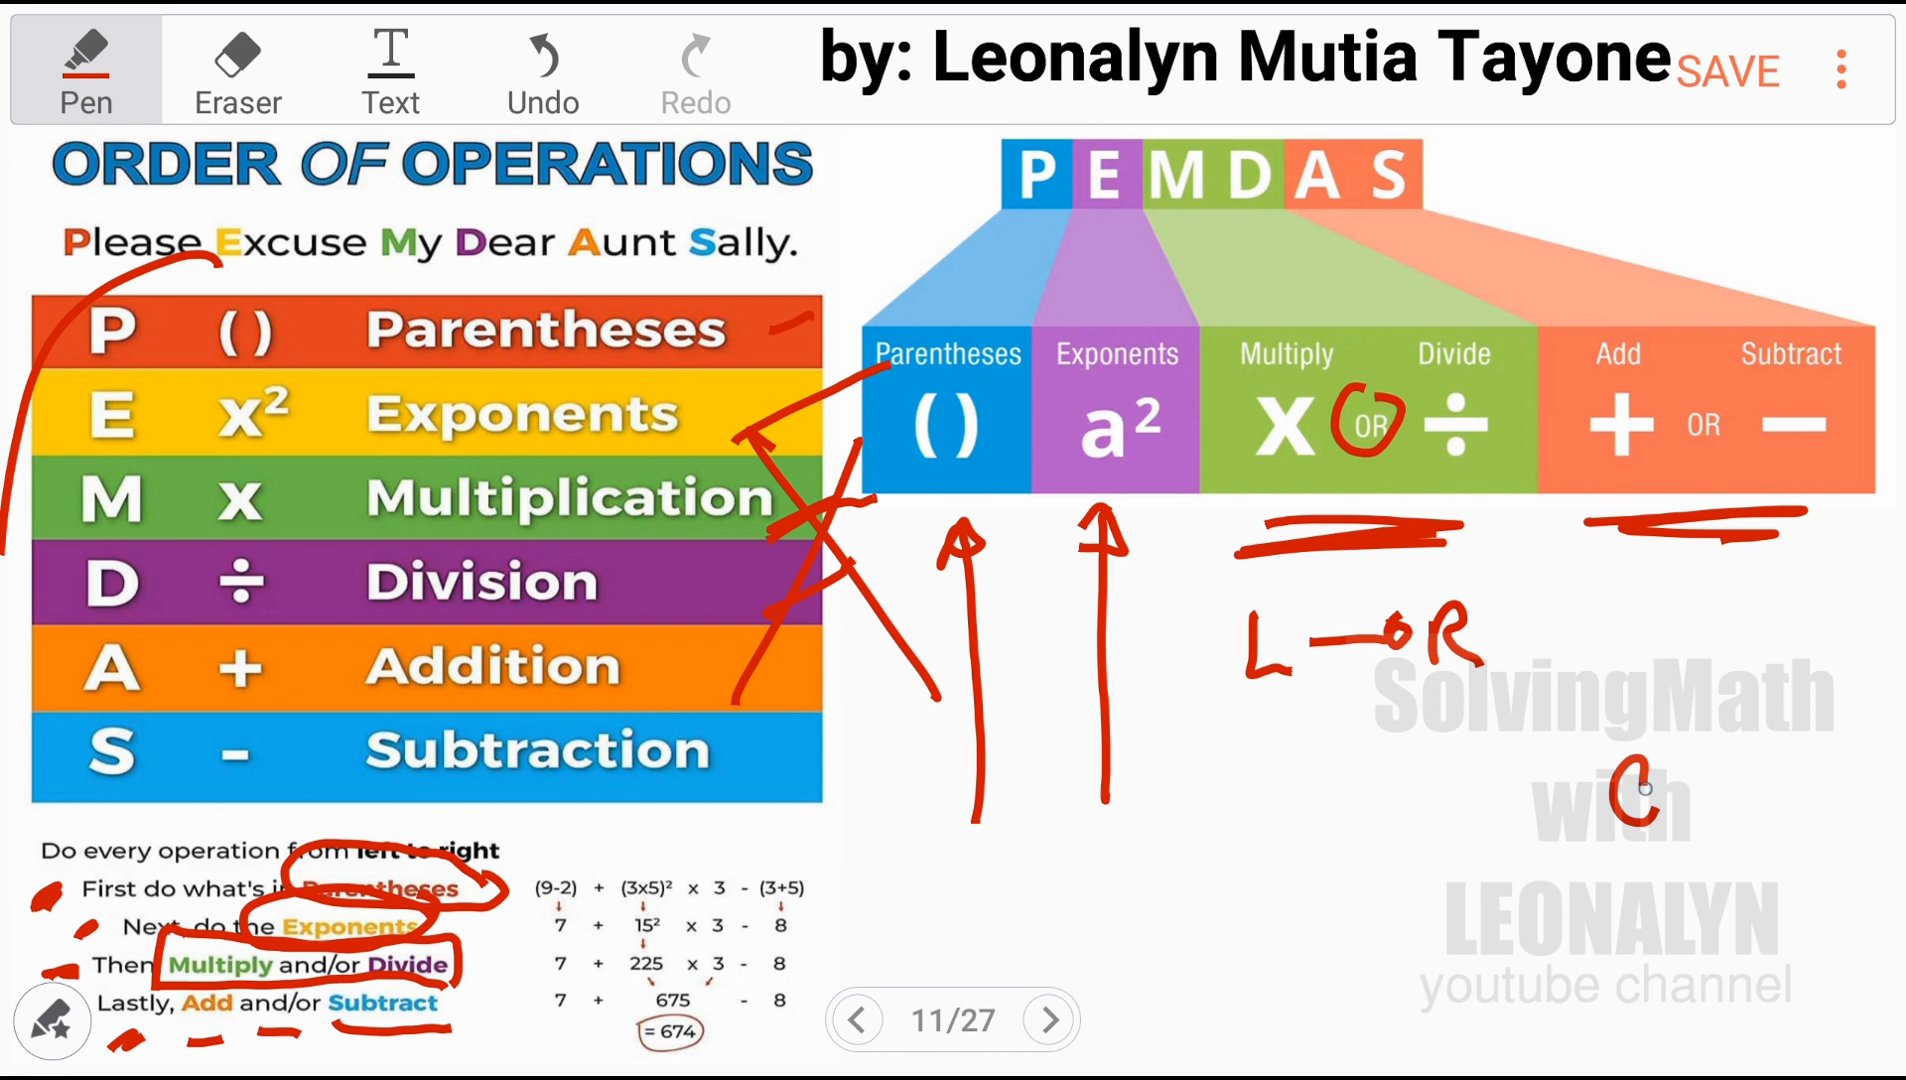 by: Leonalyn Mutia Tayone
Pen
Eraser
Text
Undo
Redo
SAVE
ORDER OF OPERATIONS
Please Excuse My Dear Aunt Sally.
P ( ) Parentheses
E x² Exponents
M x Multiplication
D ÷ Division
A + Addition
S - Subtraction
Do every operation from left to right
First do what's in Parentheses
Next, do the Exponents
Then Multiply and/or Divide
Lastly, Add and/or Subtract
(9-2) + (3x5)² x 3 - (3+5)
7 + 15² x 3 - 8
7 + 225 x 3 - 8
7 + 675 - 8
= 674
P E M D A S
Parentheses Exponents Multiply Divide Add Subtract
( ) a² X OR ÷ + OR −
L → R
C
SolvingMath
with
LEONALYN
youtube channel
11/27